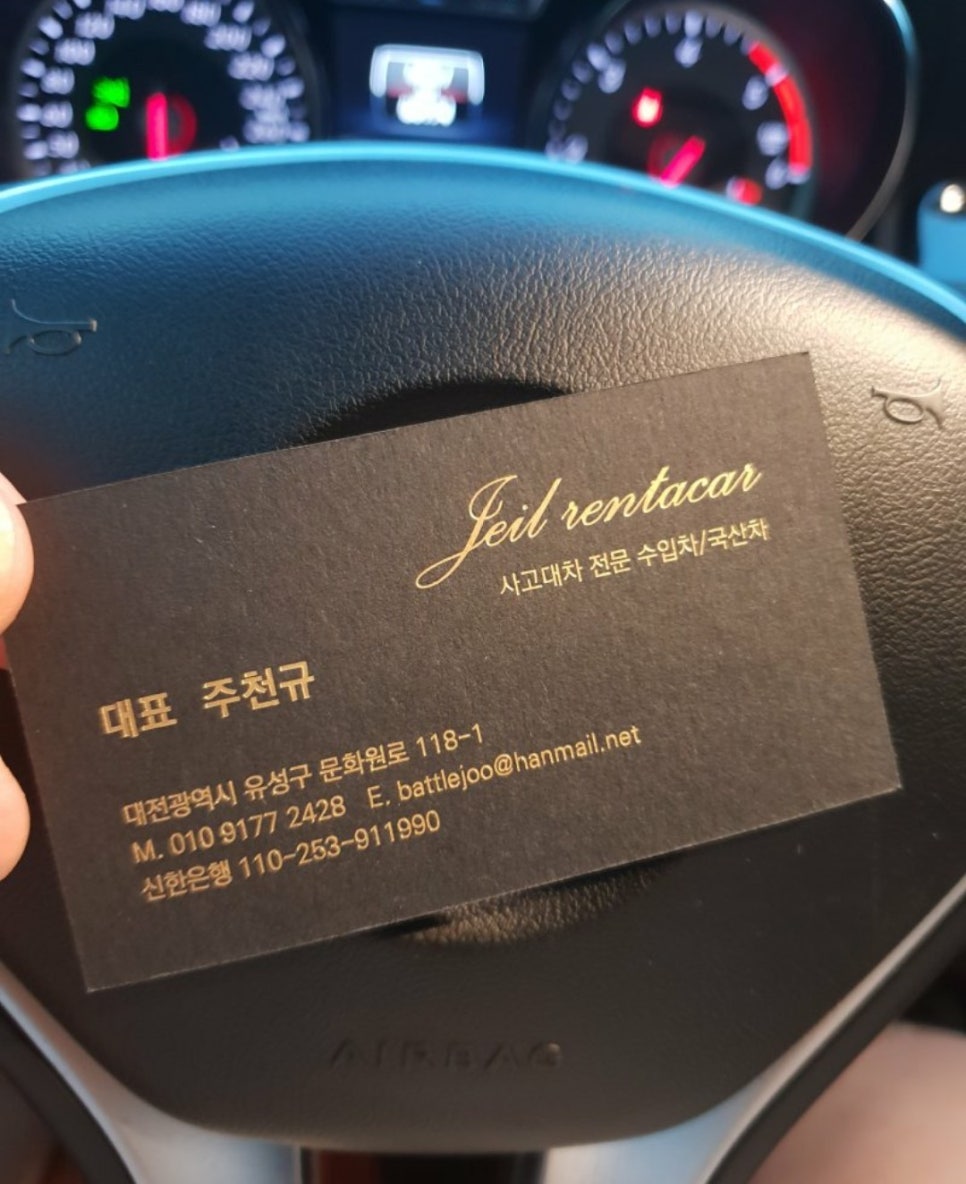 Jeil rentacar
사고대차 전문 수입차/국산차
대표 주천규
대전광역시 유성구 문화원로 118-1
M. 010 9177 2428 E. battlejoo@hanmail.net
신한은행 110-253-911990
AIRBAG